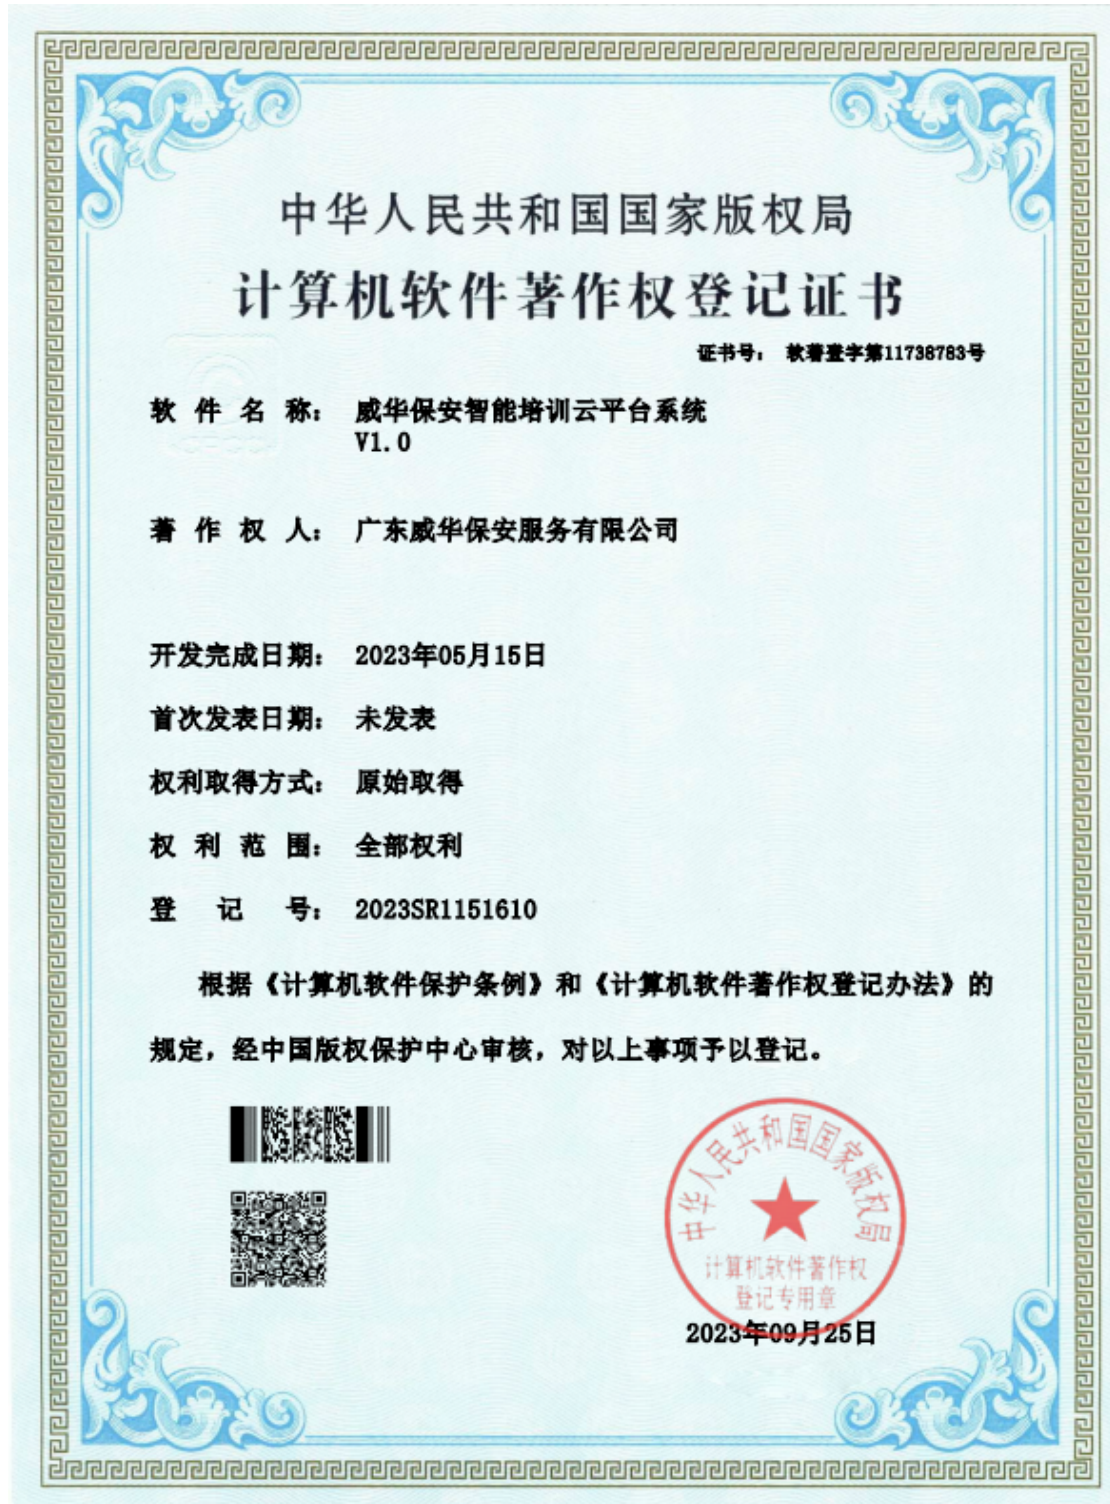 中华人民共和国国家版权局
计算机软件著作权登记证书
证书号： 软著登字第11738783号
软件名称： 威华保安智能培训云平台系统
V1.0
著作权人： 广东威华保安服务有限公司
开发完成日期： 2023年05月15日
首次发表日期： 未发表
权利取得方式： 原始取得
权利范围： 全部权利
登记号： 2023SR1151610
根据《计算机软件保护条例》和《计算机软件著作权登记办法》的
规定，经中国版权保护中心审核，对以上事项予以登记。
中华人民共和国国家版权局
计算机软件著作权
登记专用章
2023年09月25日